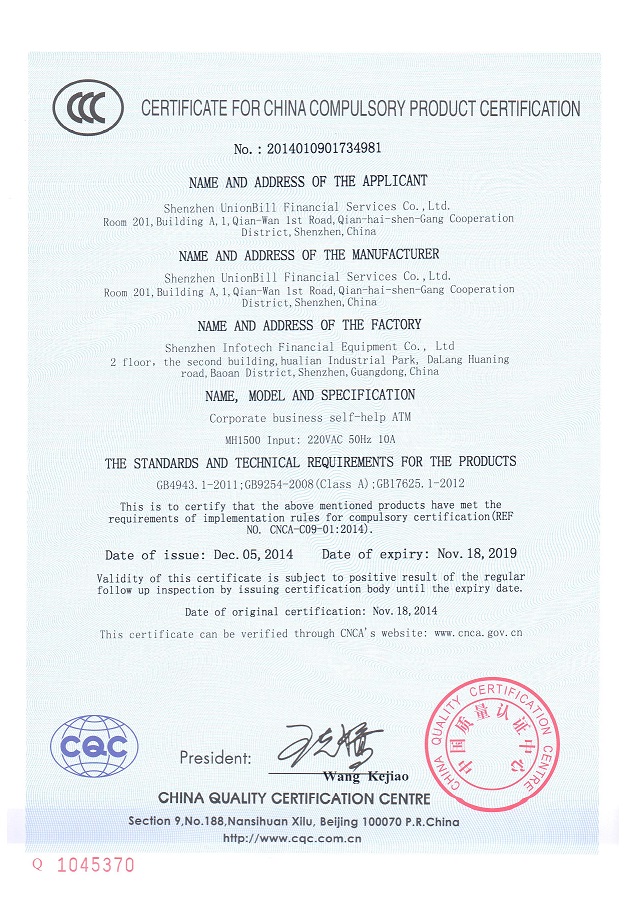 CCC
CERTIFICATE FOR CHINA COMPULSORY PRODUCT CERTIFICATION
No.: 2014010901734981
NAME AND ADDRESS OF THE APPLICANT
Shenzhen UnionBill Financial Services Co.,Ltd.
Room 201,Building A,1,Qian-Wan 1st Road,Qian-hai-shen-Gang Cooperation
District,Shenzhen,China
NAME AND ADDRESS OF THE MANUFACTURER
Shenzhen UnionBill Financial Services Co.,Ltd.
Room 201,Building A,1,Qian-Wan 1st Road,Qian-hai-shen-Gang Cooperation
District,Shenzhen,China
NAME AND ADDRESS OF THE FACTORY
Shenzhen Infotech Financial Equipment Co., Ltd
2 floor, the second building,hualian Industrial Park, DaLang Huaning
road,Baoan District,Shenzhen,Guangdong,China
NAME, MODEL AND SPECIFICATION
Corporate business self-help ATM
MH1500 Input: 220VAC 50Hz 10A
THE STANDARDS AND TECHNICAL REQUIREMENTS FOR THE PRODUCTS
GB4943.1-2011;GB9254-2008(Class A);GB17625.1-2012
This is to certify that the above mentioned products have met the
requirements of implementation rules for compulsory certification(REF
NO. CNCA-C09-01:2014).
Date of issue: Dec.05,2014 Date of expiry: Nov.18,2019
Validity of this certificate is subject to positive result of the regular
follow up inspection by issuing certification body until the expiry date.
Date of original certification: Nov.18,2014
This certificate can be verified through CNCA's website: www.cnca.gov.cn
CQC
President:
王克娇
Wang Kejiao
CHINA QUALITY CERTIFICATION CENTRE
中国质量认证中心
CHINA QUALITY CERTIFICATION CENTRE
Section 9,No.188,Nansihuan Xilu, Beijing 100070 P.R.China
http://www.cqc.com.cn
Q 1045370